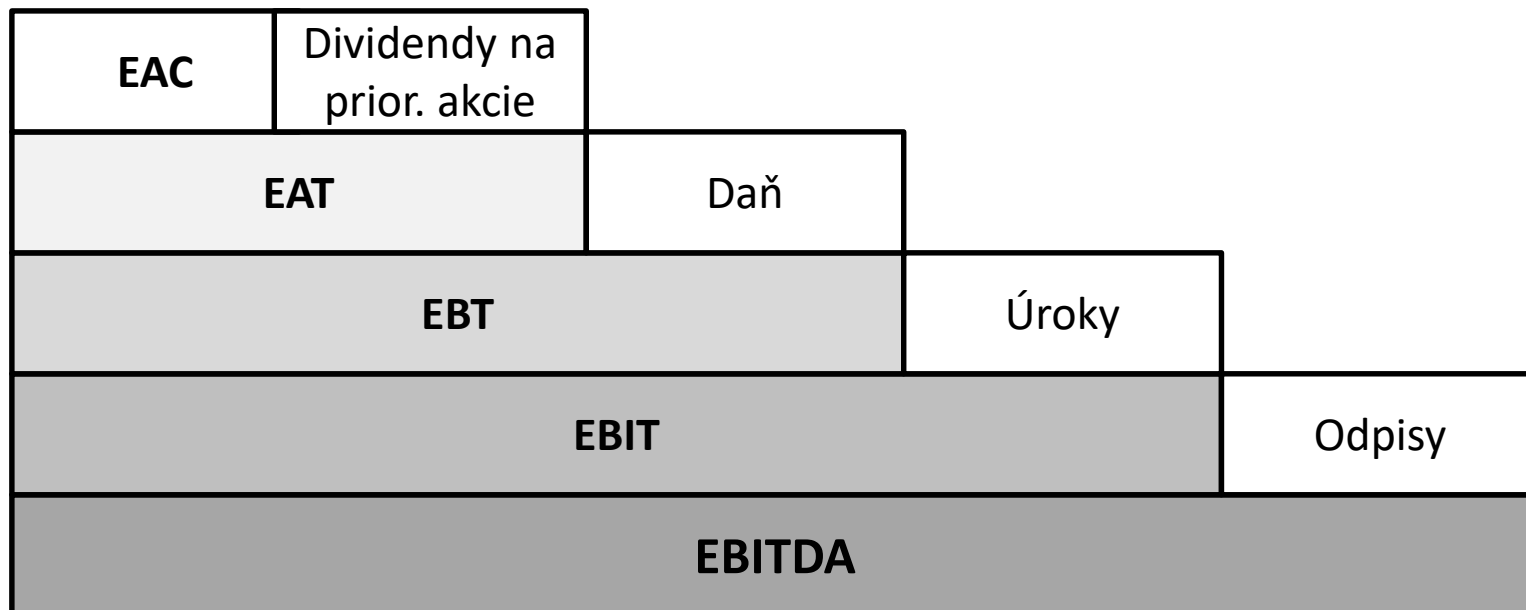 EAC
Dividendy na
prior. akcie
EAT
Daň
EBT
Úroky
EBIT
Odpisy
EBITDA